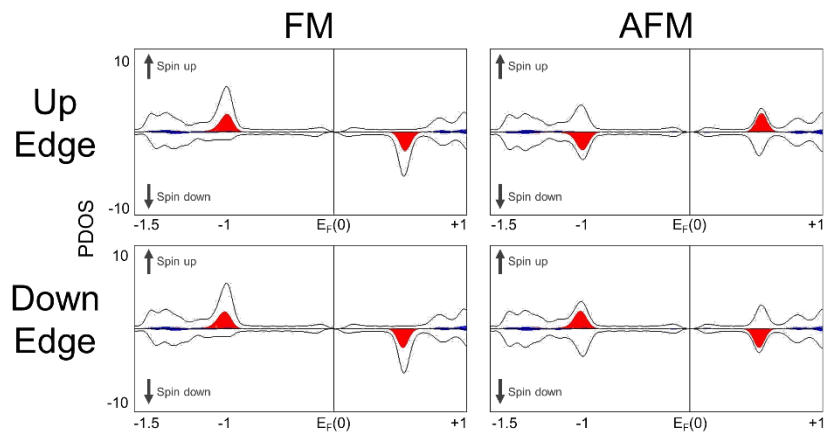 FM AFM
Up
Edge
Down
Edge
PDOS
10
Spin up
Spin down
-10
-1.5 -1 E_F(0) +1
Spin up
Spin down
-1.5 -1 E_F(0) +1
10
Spin up
Spin down
-10
-1.5 -1 E_F(0) +1
Spin up
Spin down
-1.5 -1 E_F(0) +1